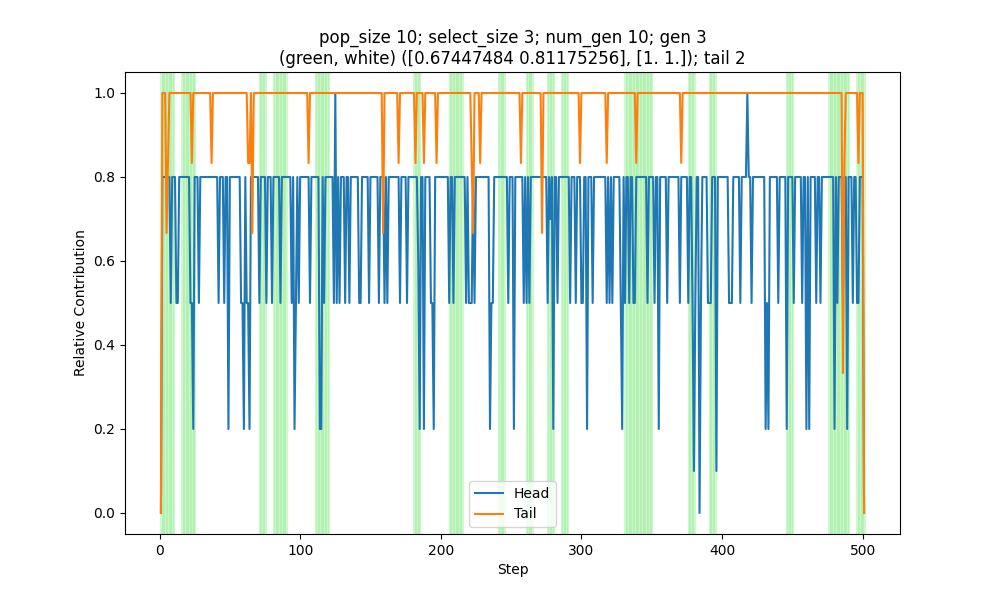 pop_size 10; select_size 3; num_gen 10; gen 3
(green, white) ([0.67447484 0.81175256], [1. 1.]); tail 2
1.0
0.8
0.6
0.4
0.2
0.0
Relative Contribution
Head
Tail
0 100 200 300 400 500
Step